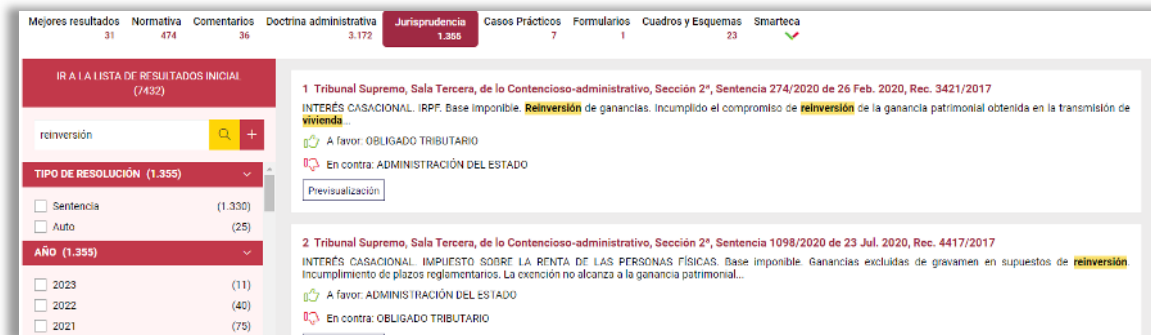 Mejores resultados Normativa Comentarios Doctrina administrativa Jurisprudencia Casos Prácticos Formularios Cuadros y Esquemas Smarteca
31 474 36 3.172 1.355 7 1 23
IR A LA LISTA DE RESULTADOS INICIAL
(7432)
reinversión
TIPO DE RESOLUCIÓN (1.355)
Sentencia (1.330)
Auto (25)
AÑO (1.355)
2023 (11)
2022 (40)
2021 (75)
1 Tribunal Supremo, Sala Tercera, de lo Contencioso-administrativo, Sección 2ª, Sentencia 274/2020 de 26 Feb. 2020, Rec. 3421/2017
INTERÉS CASACIONAL. IRPF. Base imponible. Reinversión de ganancias. Incumplido el compromiso de reinversión de la ganancia patrimonial obtenida en la transmisión de
vivienda...
A favor: OBLIGADO TRIBUTARIO
En contra: ADMINISTRACIÓN DEL ESTADO
Previsualización
2 Tribunal Supremo, Sala Tercera, de lo Contencioso-administrativo, Sección 2ª, Sentencia 1098/2020 de 23 Jul. 2020, Rec. 4417/2017
INTERÉS CASACIONAL. IMPUESTO SOBRE LA RENTA DE LAS PERSONAS FÍSICAS. Base imponible. Ganancias excluidas de gravamen en supuestos de reinversión.
Incumplimiento de plazos reglamentarios. La exención no alcanza a la ganancia patrimonial...
A favor: ADMINISTRACIÓN DEL ESTADO
En contra: OBLIGADO TRIBUTARIO